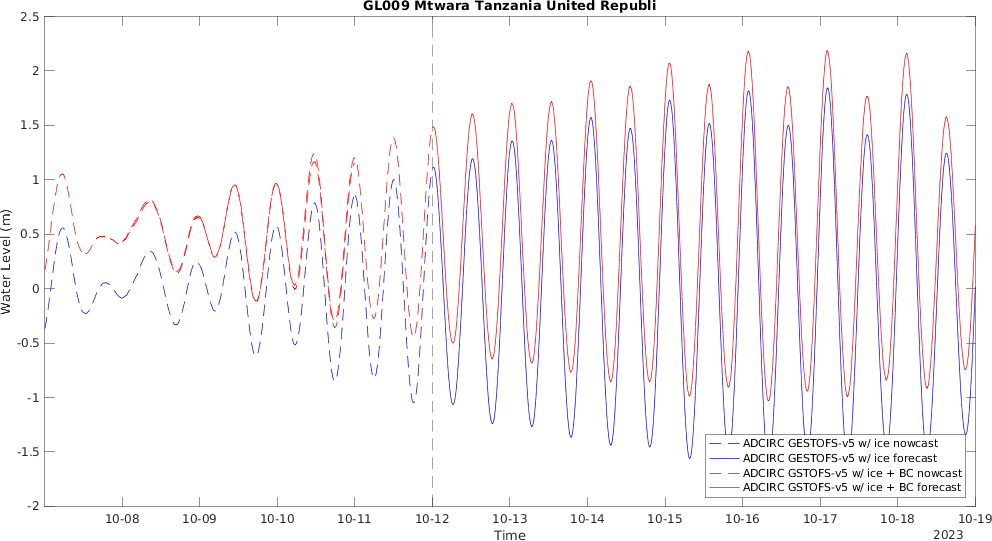 GL009 Mtwara Tanzania United Republi
Water Level (m)
2.5
2
1.5
1
0.5
0
-0.5
-1
-1.5
-2
ADCIRC GESTOFS-v5 w/ ice nowcast
ADCIRC GESTOFS-v5 w/ ice forecast
ADCIRC GSTOFS-v5 w/ ice + BC nowcast
ADCIRC GSTOFS-v5 w/ ice + BC forecast
10-08 10-09 10-10 10-11 10-12 10-13 10-14 10-15 10-16 10-17 10-18 10-19
Time
2023